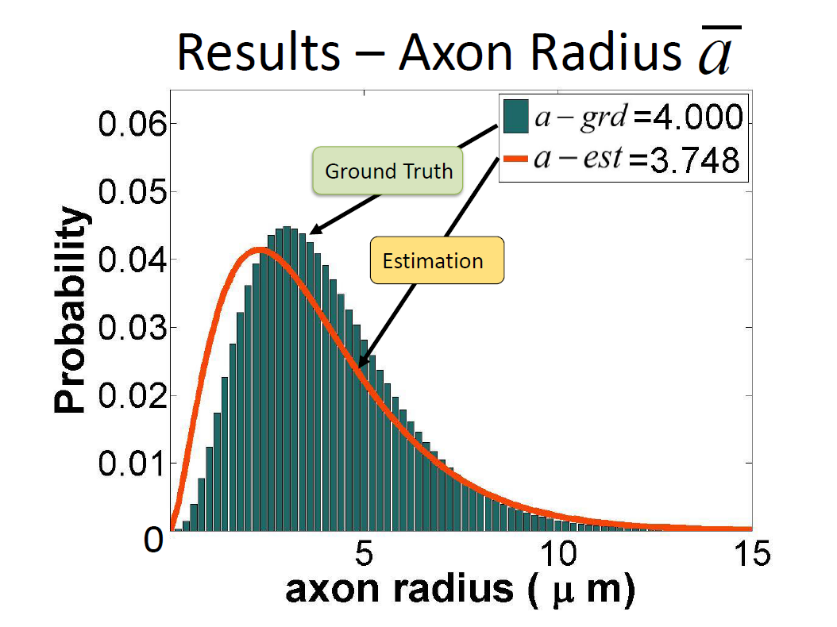 Results – Axon Radius a̅
a – grd =4.000
a – est =3.748
Ground Truth
Estimation
Probability
0.06
0.05
0.04
0.03
0.02
0.01
0
5
10
15
axon radius ( μ m)